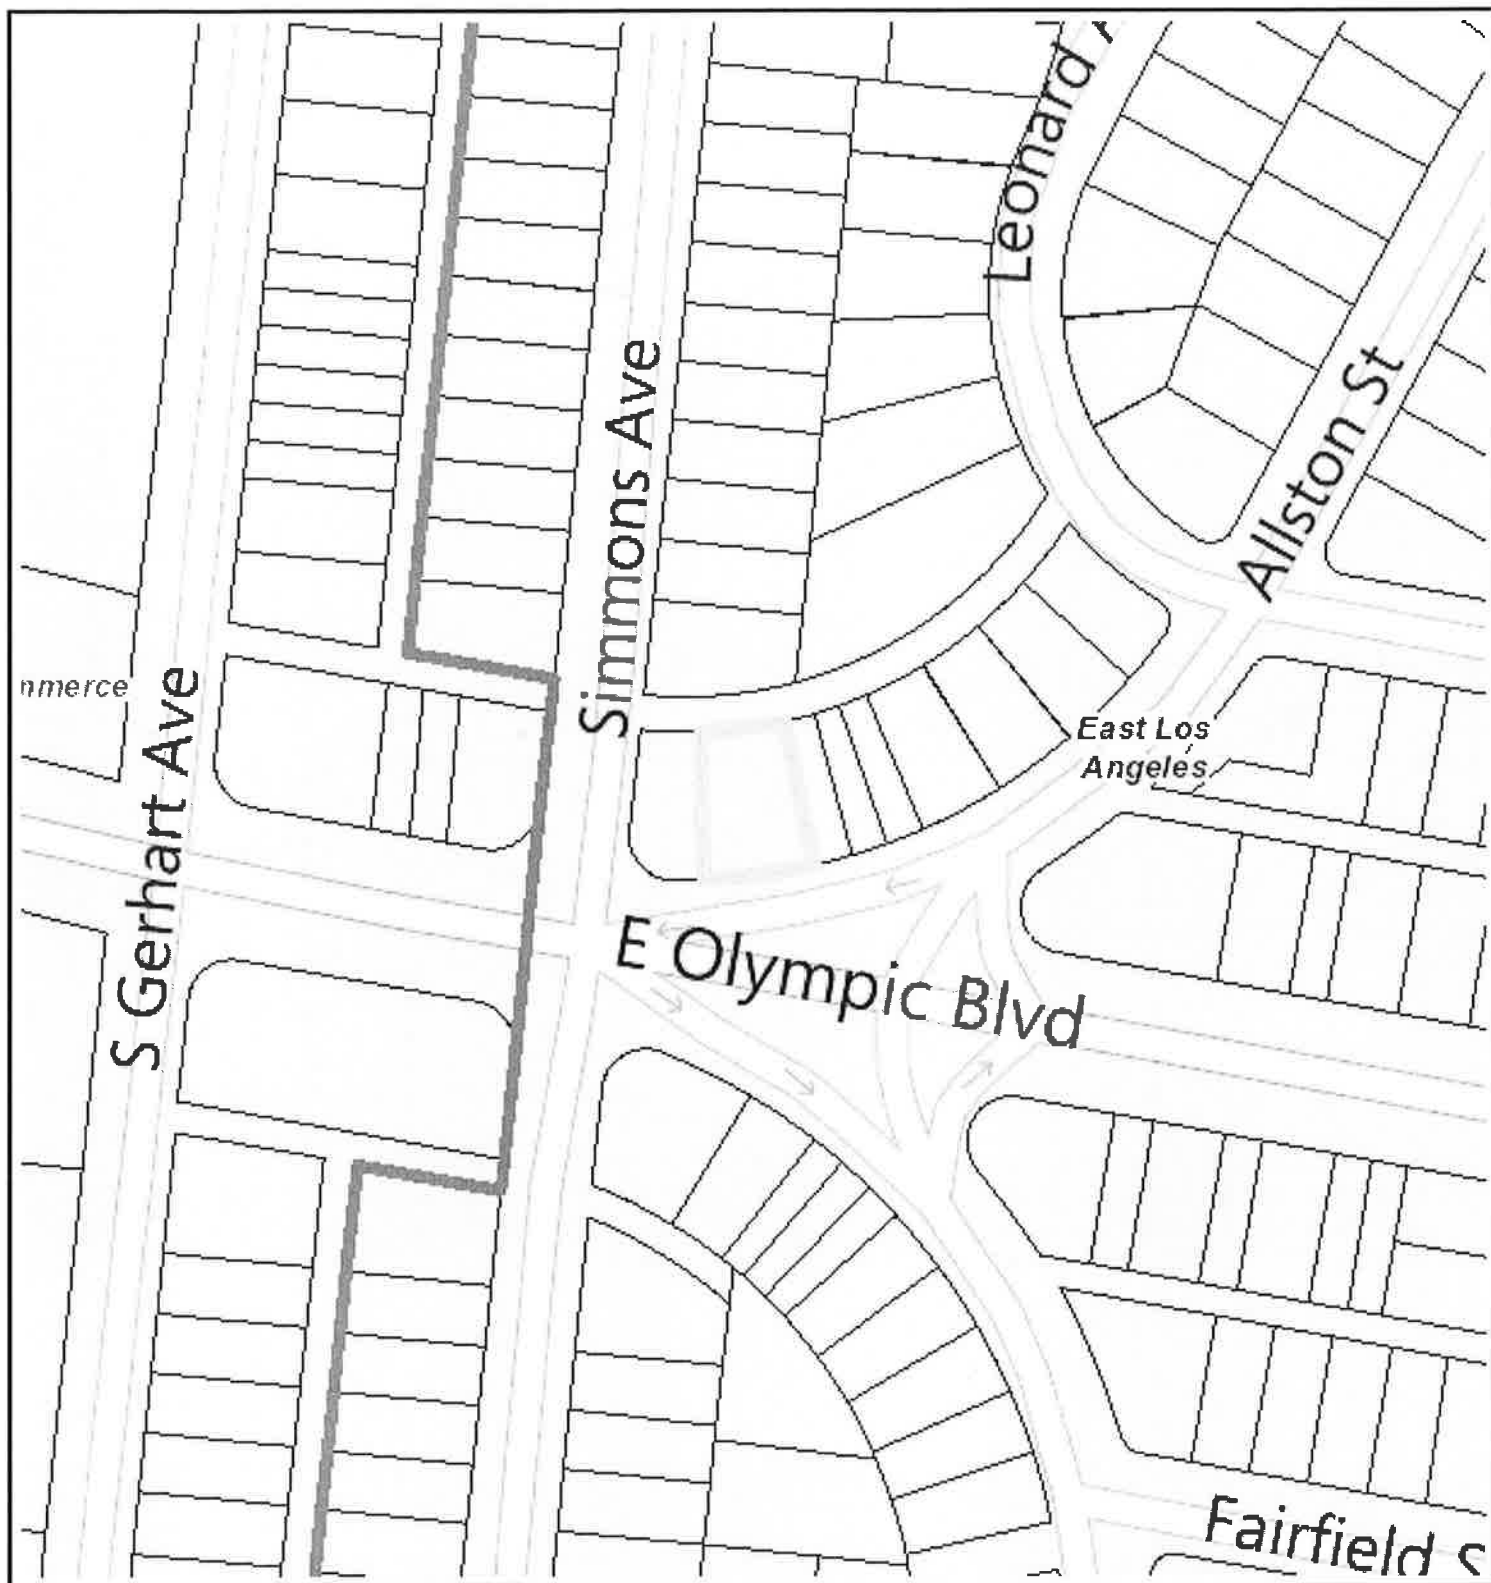 Leonard A
Simmons Ave
Allston St
nmerce
S Gerhart Ave
East Los
Angeles
E Olympic Blvd
Fairfield S